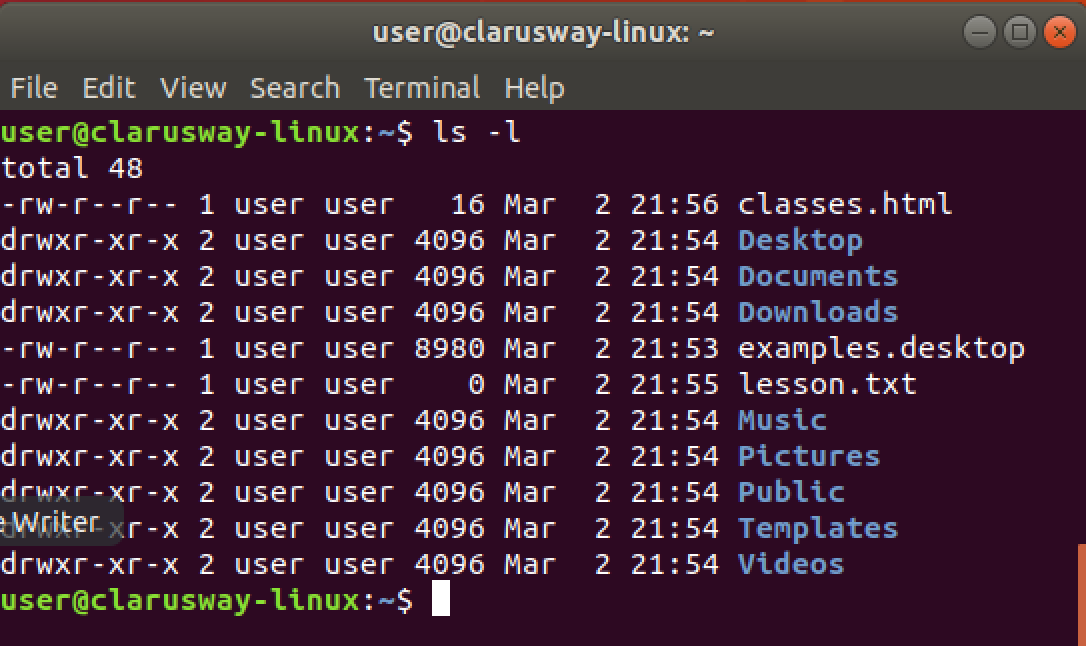 user@clarusway-linux: ~
File Edit View Search Terminal Help
user@clarusway-linux:~$ ls -l
total 48
-rw-r--r-- 1 user user   16 Mar  2 21:56 classes.html
drwxr-xr-x 2 user user 4096 Mar  2 21:54 Desktop
drwxr-xr-x 2 user user 4096 Mar  2 21:54 Documents
drwxr-xr-x 2 user user 4096 Mar  2 21:54 Downloads
-rw-r--r-- 1 user user 8980 Mar  2 21:53 examples.desktop
-rw-r--r-- 1 user user    0 Mar  2 21:55 lesson.txt
drwxr-xr-x 2 user user 4096 Mar  2 21:54 Music
drwxr-xr-x 2 user user 4096 Mar  2 21:54 Pictures
drwxr-xr-x 2 user user 4096 Mar  2 21:54 Public
e Writer
drwxr-xr-x 2 user user 4096 Mar  2 21:54 Templates
drwxr-xr-x 2 user user 4096 Mar  2 21:54 Videos
user@clarusway-linux:~$